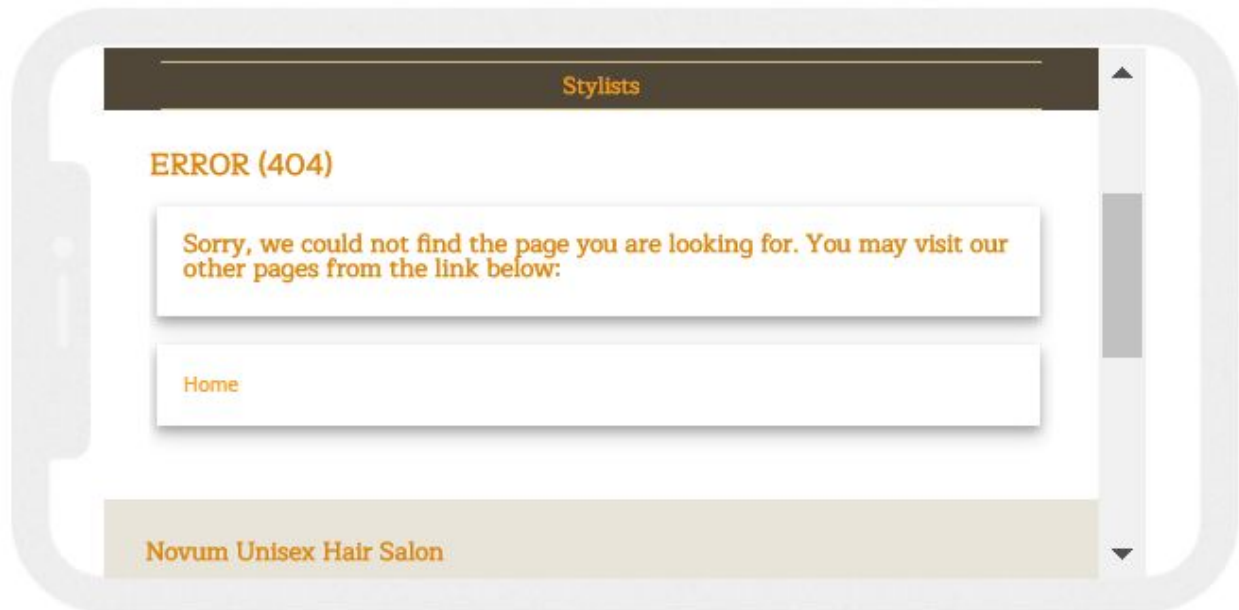 Stylists
ERROR (404)
Sorry, we could not find the page you are looking for. You may visit our
other pages from the link below:
Home
Novum Unisex Hair Salon